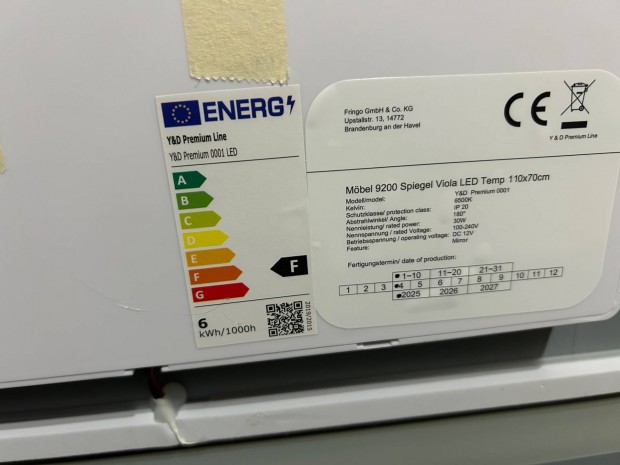 ENERG
Y&D Premium Line
Y&D Premium 0001 LED
A
B
C
D
E
F
G
F
6
kWh/1000h
2019/2015
Fringo GmbH & Co. KG
Upstallstr. 13, 14772
Brandenburg an der Havel
CE
Y & D Premium Line
Möbel 9200 Spiegel Viola LED Temp 110x70cm
Model/model: Y&D Premium 0001
Kelvin: 6500K
Schutzklasse/ protection class: IP 20
Abstrahlwinkel/ Angle: 180°
Nennleistung/ rated power: 30W
Nennspannung / rated Voltage: 100-240V
Betriebsspannung / operating voltage: DC 12V
Feature: Mirror
Fertigungstermin/ date of production:
1-10 11-20 21-31
1 2 3 4 5 6 7 8 9 10 11 12
2025 2026 2027